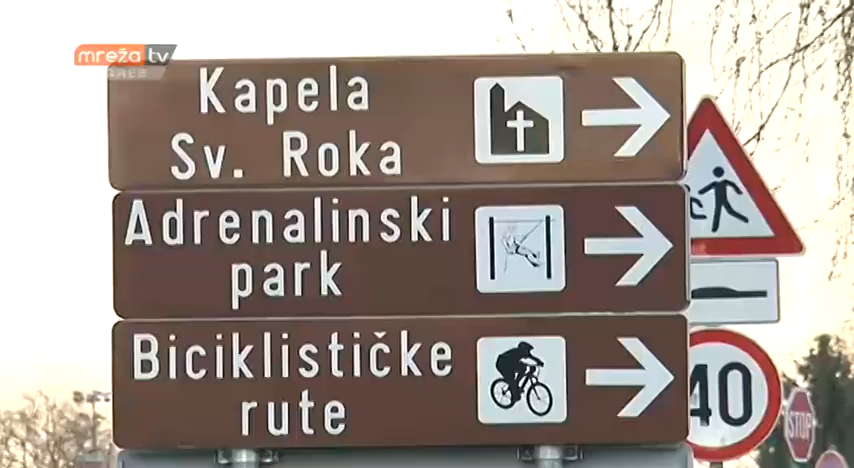 mreža tv
Kapela
Sv. Roka
Adrenalinski
park
Biciklističke
rute
40
STOP